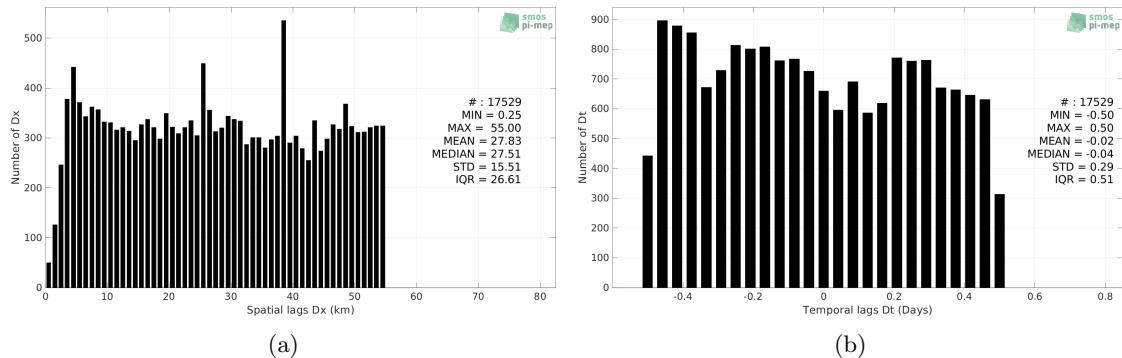 smos
pi-mep
Number of Dx
500
400
300
200
100
0
# : 17529
MIN = 0.25
MAX = 55.00
MEAN = 27.83
MEDIAN = 27.51
STD = 15.51
IQR = 26.61
0 10 20 30 40 50 60 70 80
Spatial lags Dx (km)
(a)
smos
pi-mep
Number of Dt
900
800
700
600
500
400
300
200
100
0
# : 17529
MIN = -0.50
MAX = 0.50
MEAN = -0.02
MEDIAN = -0.04
STD = 0.29
IQR = 0.51
-0.4 -0.2 0 0.2 0.4 0.6 0.8
Temporal lags Dt (Days)
(b)